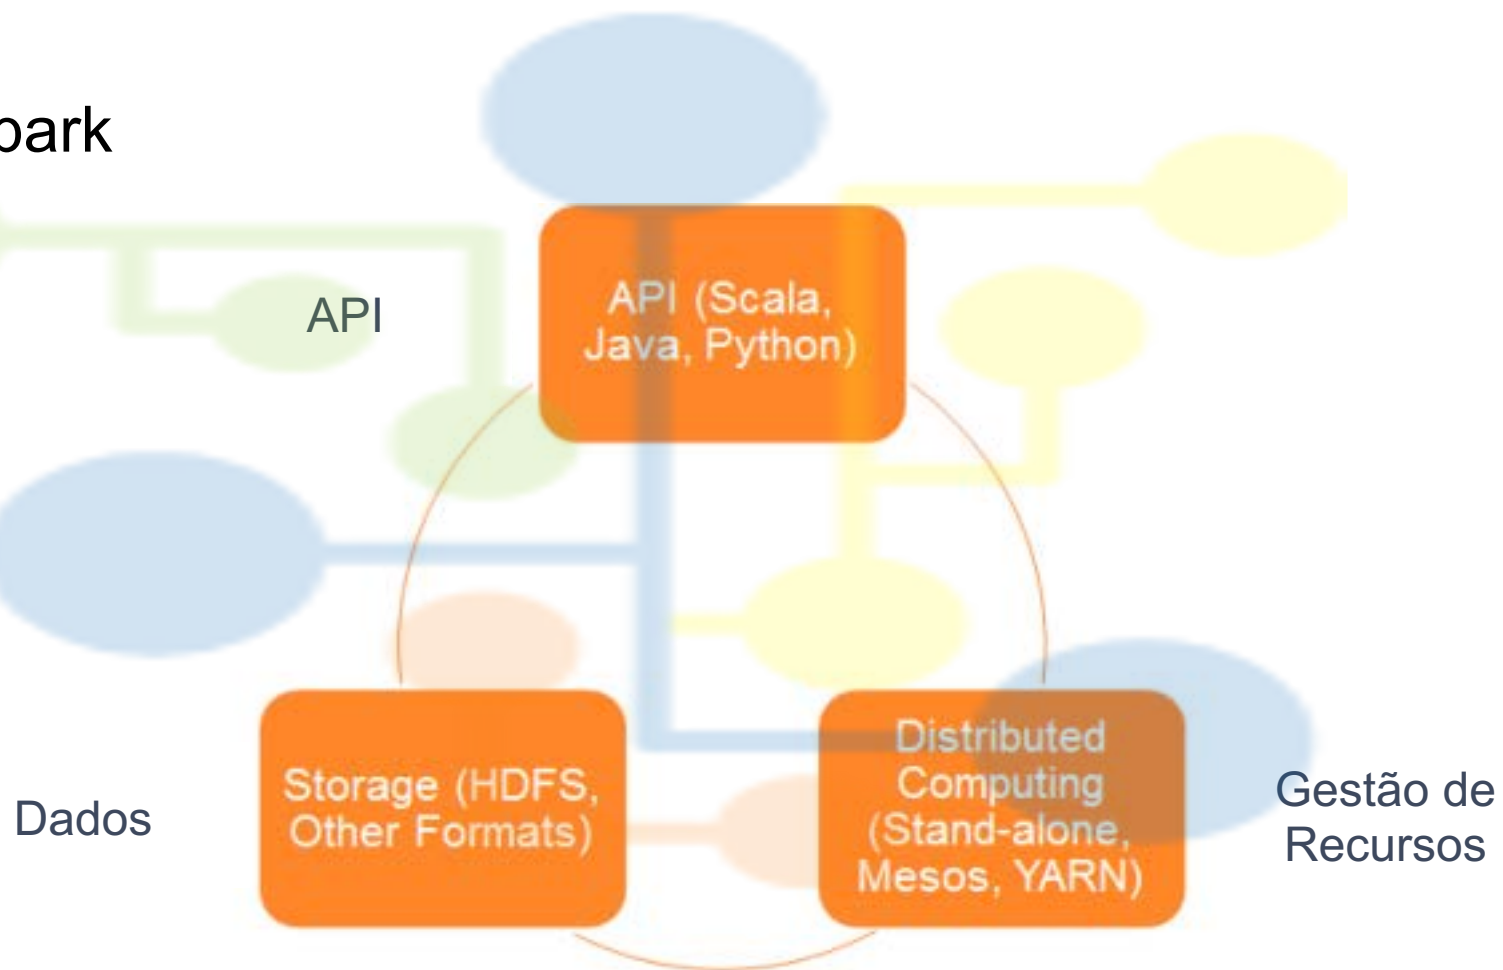 park
API
API (Scala,
Java, Python)
Dados
Storage (HDFS,
Other Formats)
Distributed
Computing
(Stand-alone,
Mesos, YARN)
Gestão de
Recursos